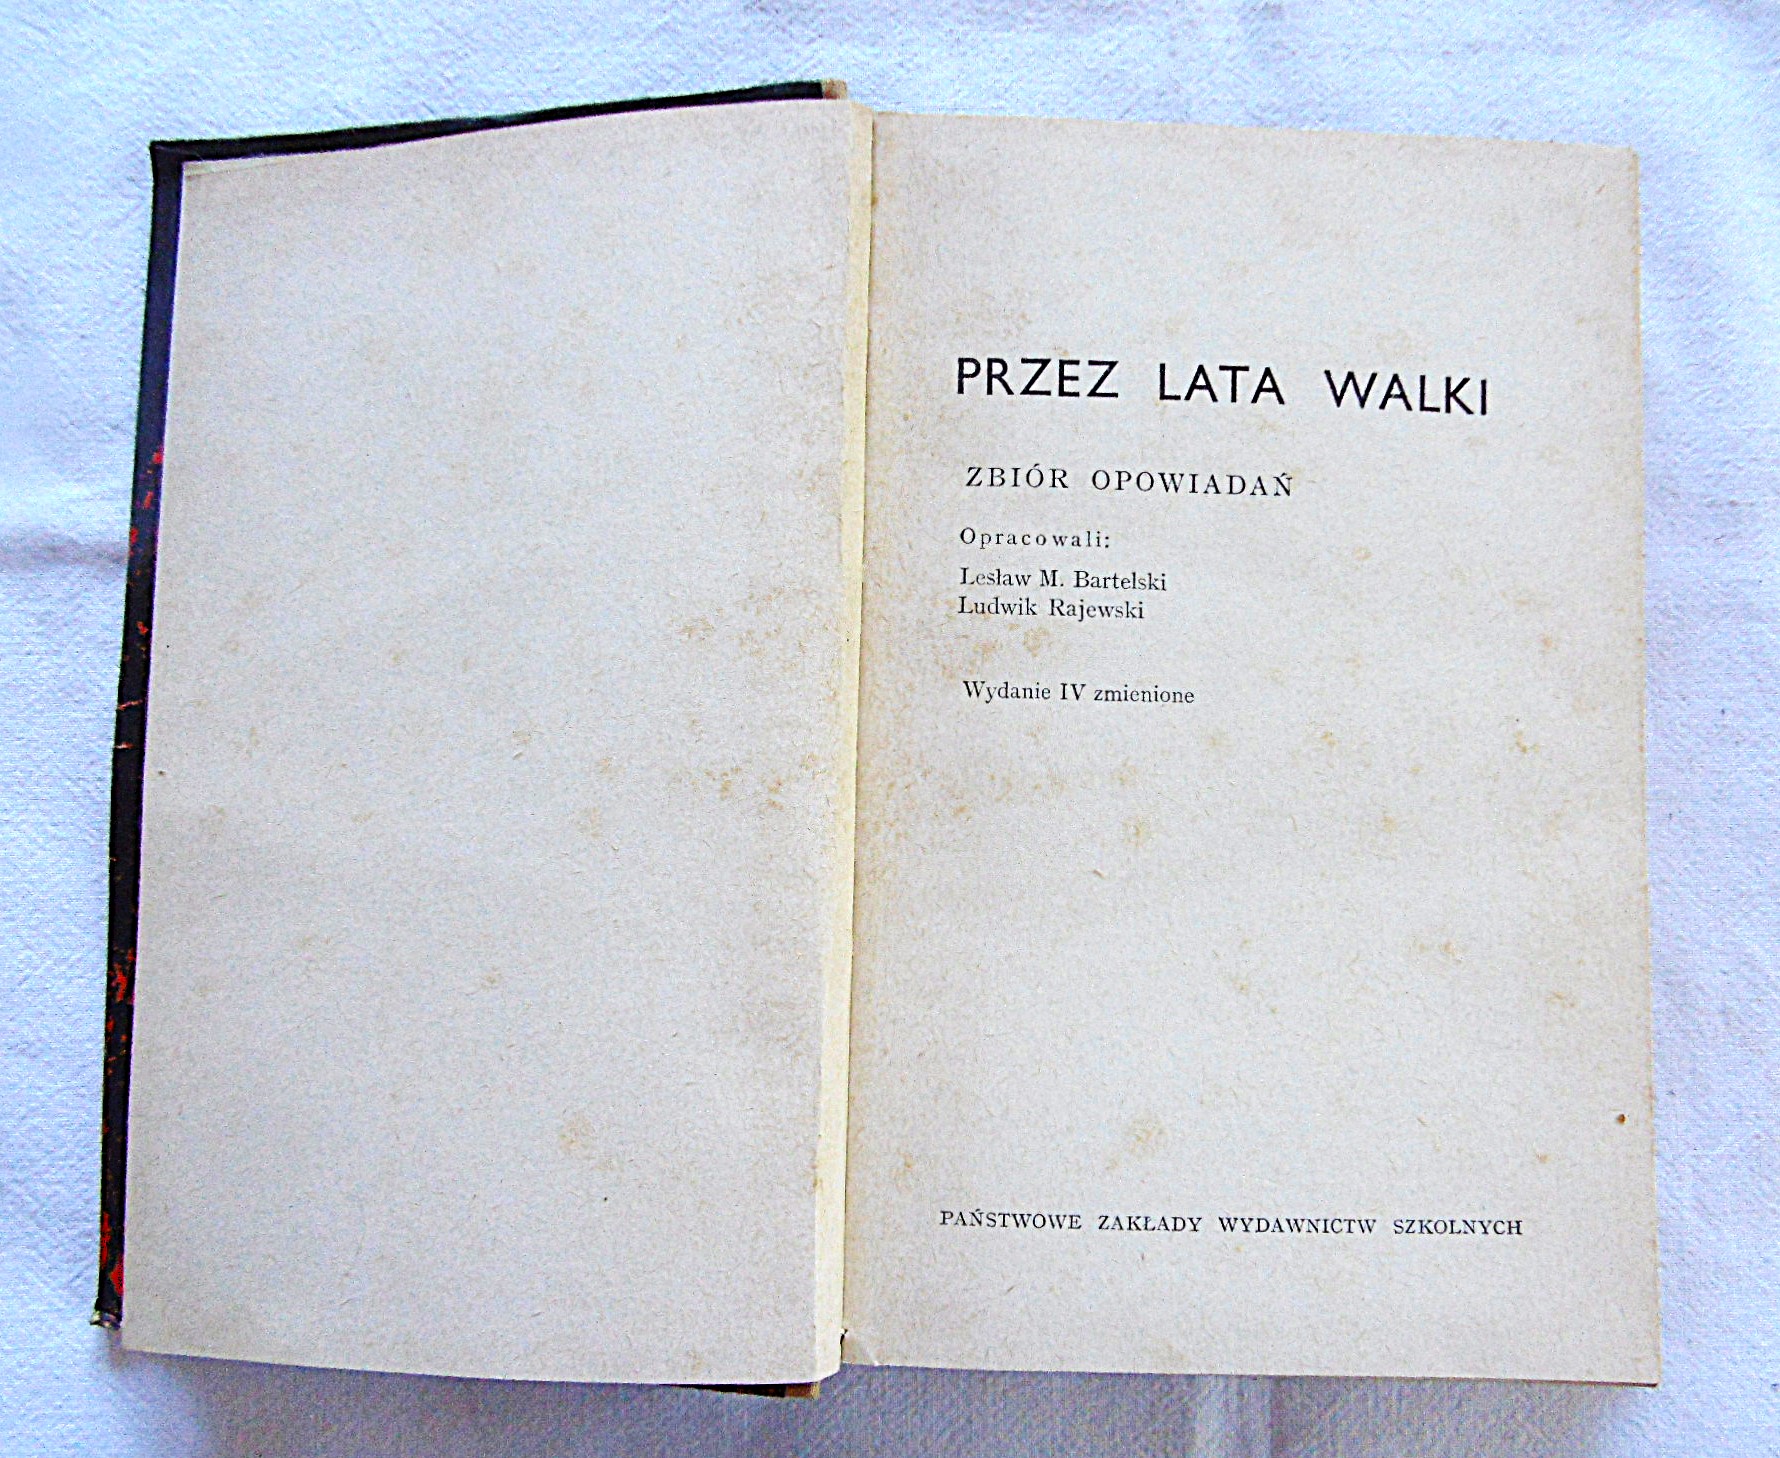 PRZEZ LATA WALKI
ZBIÓR OPOWIADAŃ
Opracowali:
Lesław M. Bartelski
Ludwik Rajewski
Wydanie IV zmienione
PAŃSTWOWE ZAKŁADY WYDAWNICTW SZKOLNYCH